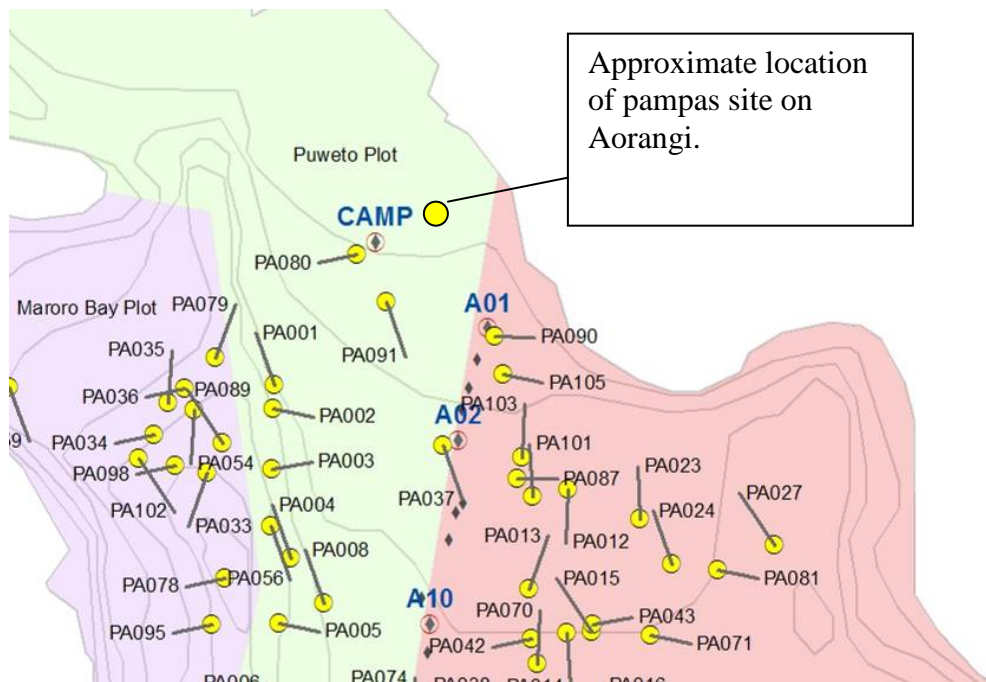 Approximate location
of pampas site on
Aorangi.
Puweto Plot
CAMP
PA080
Maroro Bay Plot
PA079
A01
PA001
PA090
PA035
PA091
PA105
PA036
PA089
PA103
PA002
A02
PA034
PA101
PA098
PA054
PA003
PA087
PA023
PA037
PA027
PA102
PA033
PA004
PA024
PA013
PA012
PA008
PA078
PA056
PA015
PA081
A10
PA070
PA043
PA095
PA005
PA042
PA071
PA074